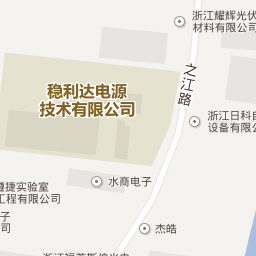 浙江耀辉光伏
材料有限公司
之江路
稳利达电源
技术有限公司
浙江日科自
设备有限公
水商电子
捷实验室
工程有限公司
子
司
杰皓